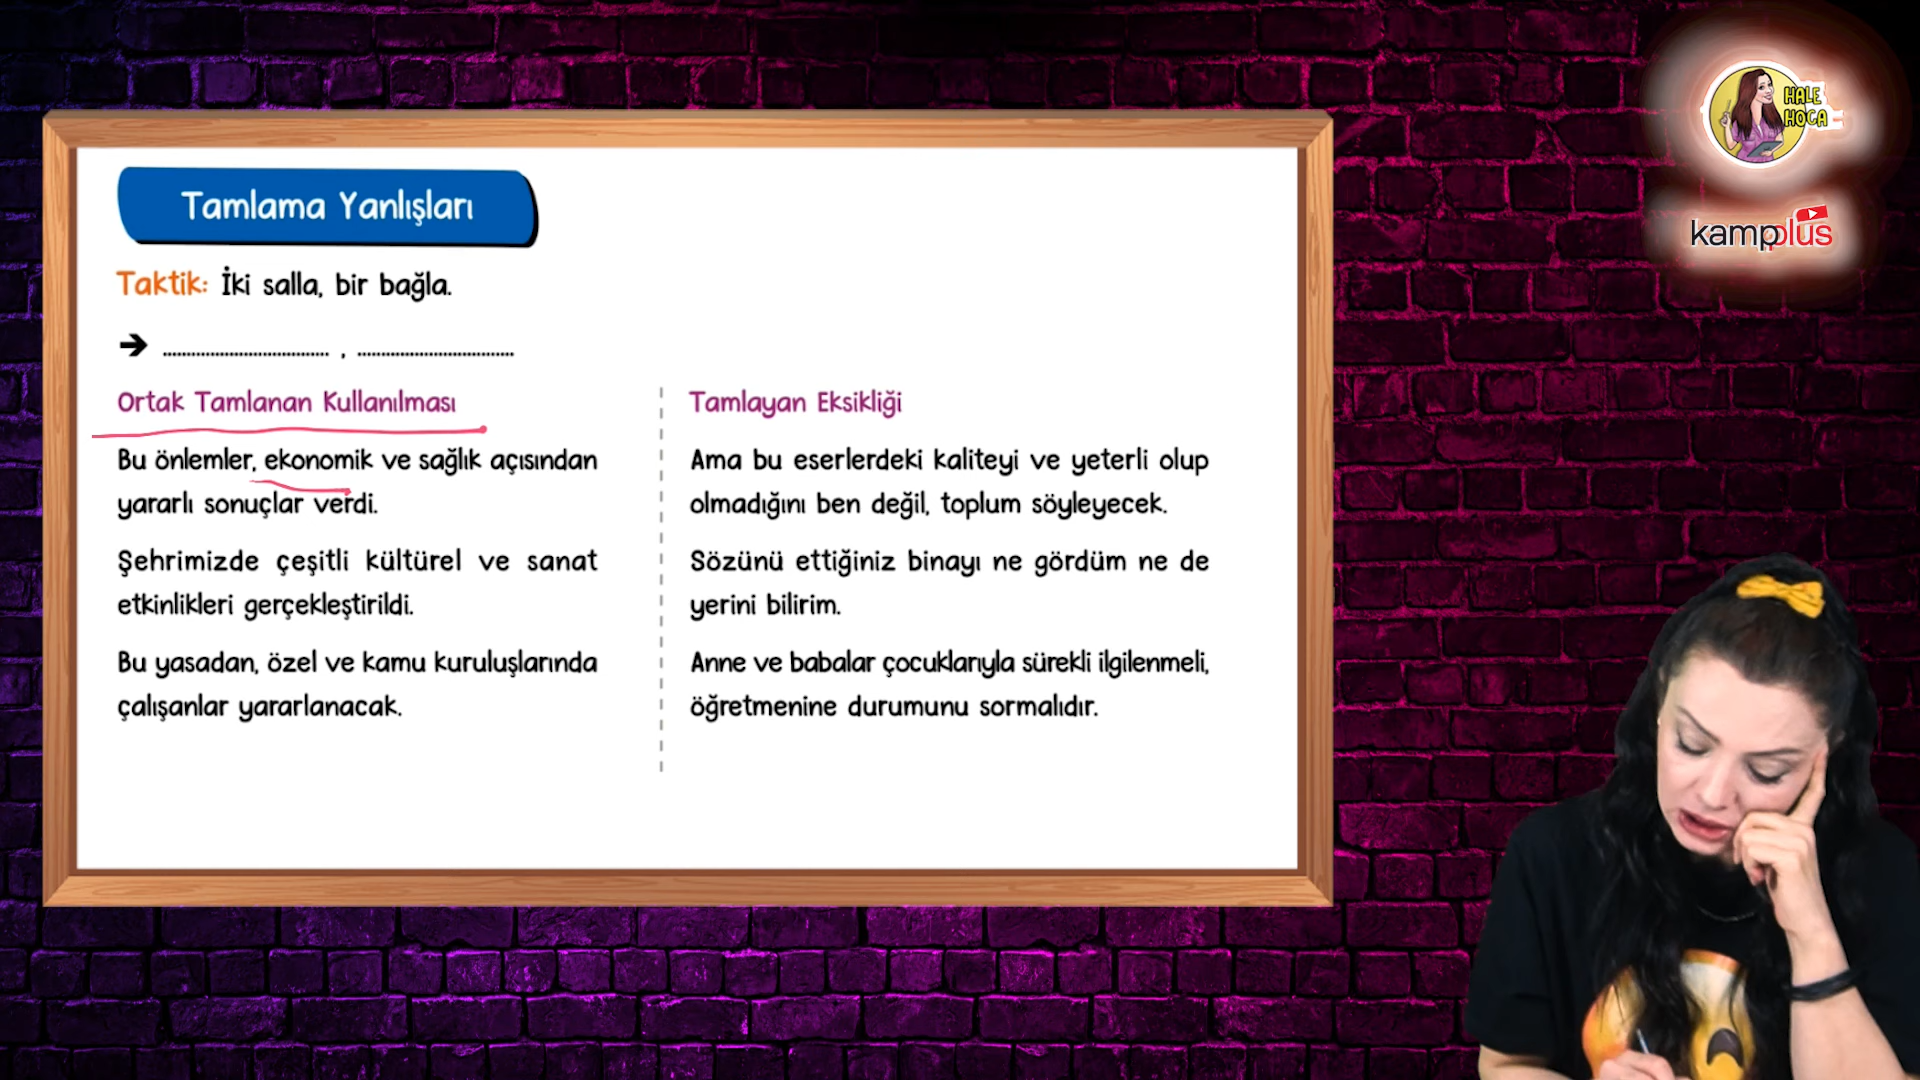 Tamlama Yanlışları
Taktik: İki salla, bir bağla.
➔ .................................... , ..................................
Ortak Tamlanan Kullanılması
Bu önlemler, ekonomik ve sağlık açısından
yararlı sonuçlar verdi.
Şehrimizde çeşitli kültürel ve sanat
etkinlikleri gerçekleştirildi.
Bu yasadan, özel ve kamu kuruluşlarında
çalışanlar yararlanacak.
Tamlayan Eksikliği
Ama bu eserlerdeki kaliteyi ve yeterli olup
olmadığını ben değil, toplum söyleyecek.
Sözünü ettiğiniz binayı ne gördüm ne de
yerini bilirim.
Anne ve babalar çocuklarıyla sürekli ilgilenmeli,
öğretmenine durumunu sormalıdır.
HALE
HOCA
kampplus